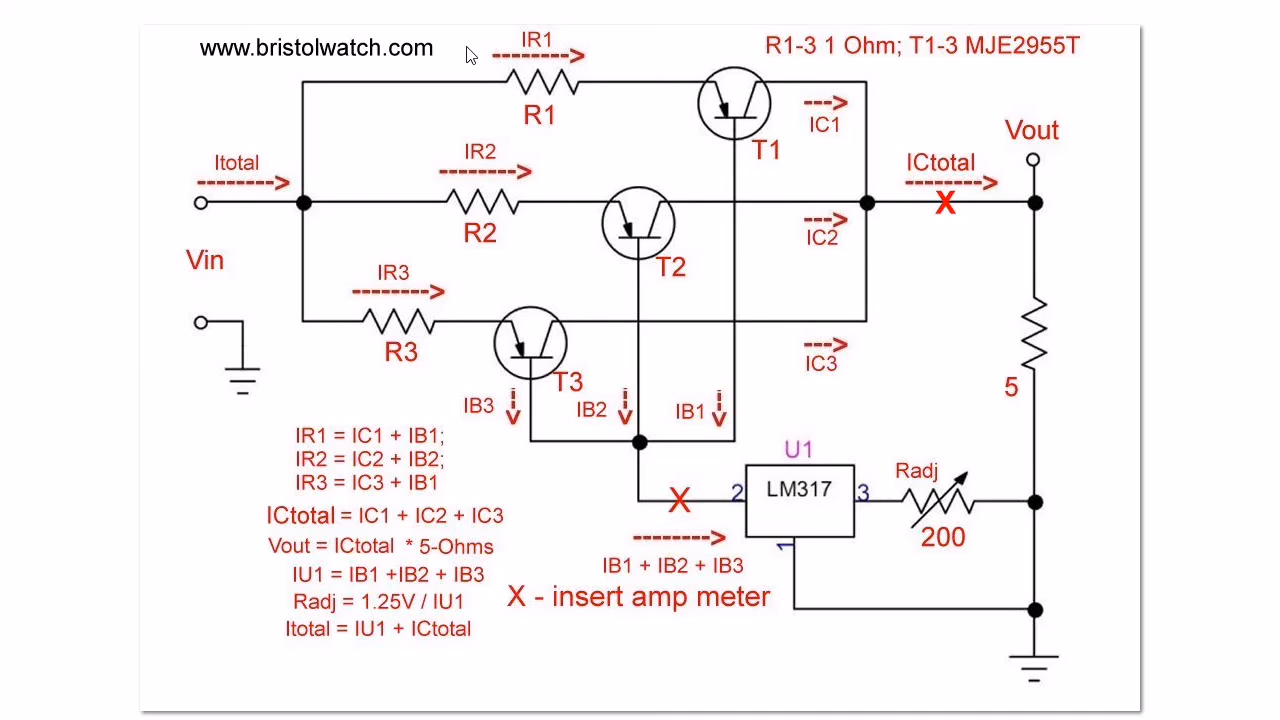 www.bristolwatch.com
IR1
R1-3 1 Ohm; T1-3 MJE2955T
R1
IC1
T1
Vout
Itotal
IR2
ICtotal
X
R2
IC2
Vin
T2
IR3
R3
IC3
T3
5
IB3
IB2
IB1
IR1 = IC1 + IB1;
IR2 = IC2 + IB2;
IR3 = IC3 + IB1
U1
LM317
2
3
1
Radj
200
X
ICtotal = IC1 + IC2 + IC3
Vout = ICtotal * 5-Ohms
IU1 = IB1 +IB2 + IB3
Radj = 1.25V / IU1
Itotal = IU1 + ICtotal
IB1 + IB2 + IB3
X - insert amp meter